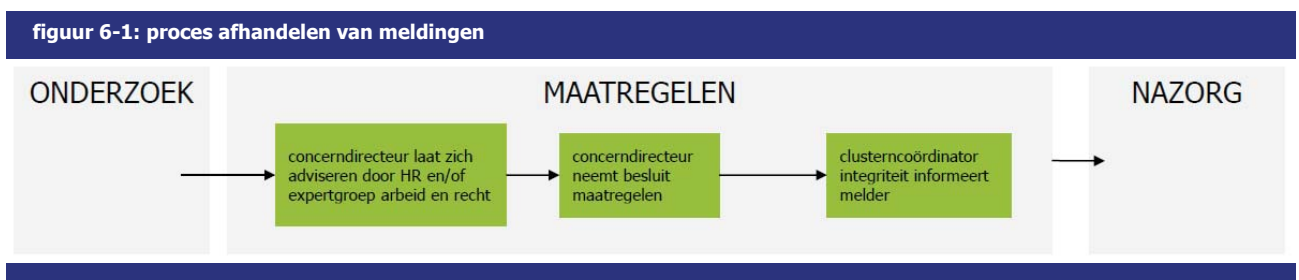 figuur 6-1: proces afhandelen van meldingen
ONDERZOEK
MAATREGELEN
NAZORG
concerndirecteur laat zich
adviseren door HR en/of
expertgroep arbeid en recht
concerndirecteur
neemt besluit
maatregelen
clusterncoördinator
integriteit informeert
melder